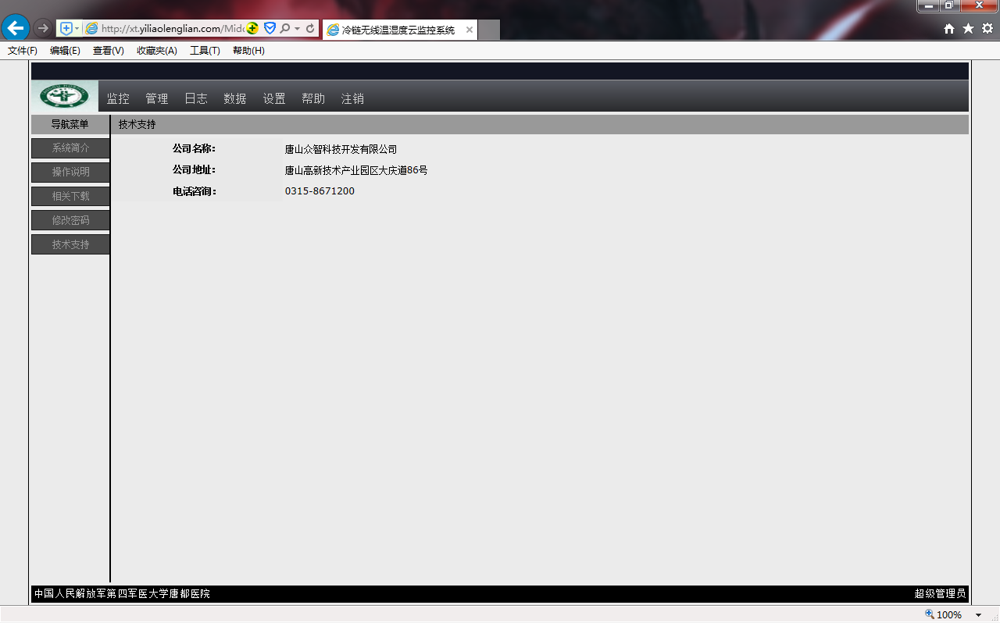 http://xt.yiliaolenglian.com/Mid
冷链无线温湿度云监控系统
文件(F) 编辑(E) 查看(V) 收藏夹(A) 工具(T) 帮助(H)
监控 管理 日志 数据 设置 帮助 注销
导航菜单
技术支持
系统简介
操作说明
相关下载
修改密码
技术支持
公司名称： 唐山众智科技开发有限公司
公司地址： 唐山高新技术产业园区大庆道86号
电话咨询： 0315-8671200
中国人民解放军第四军医大学唐都医院
超级管理员
100%